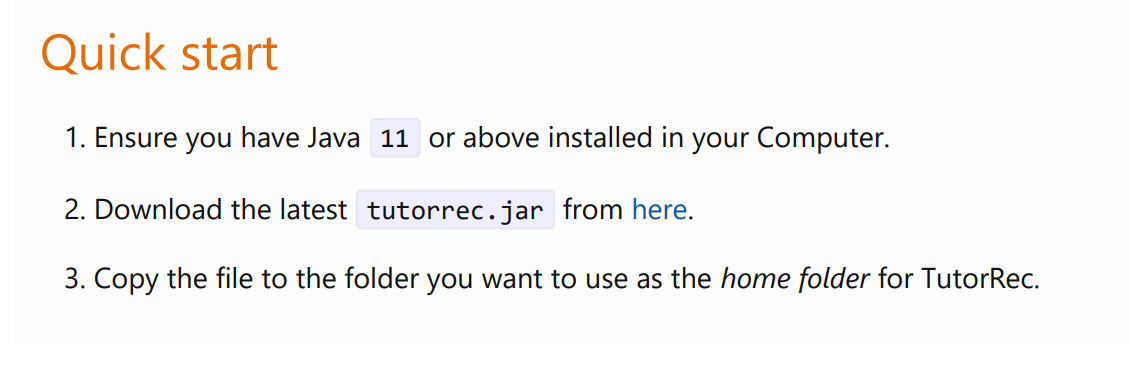 Quick start
1. Ensure you have Java 11 or above installed in your Computer.
2. Download the latest tutorrec.jar from here.
3. Copy the file to the folder you want to use as the home folder for TutorRec.